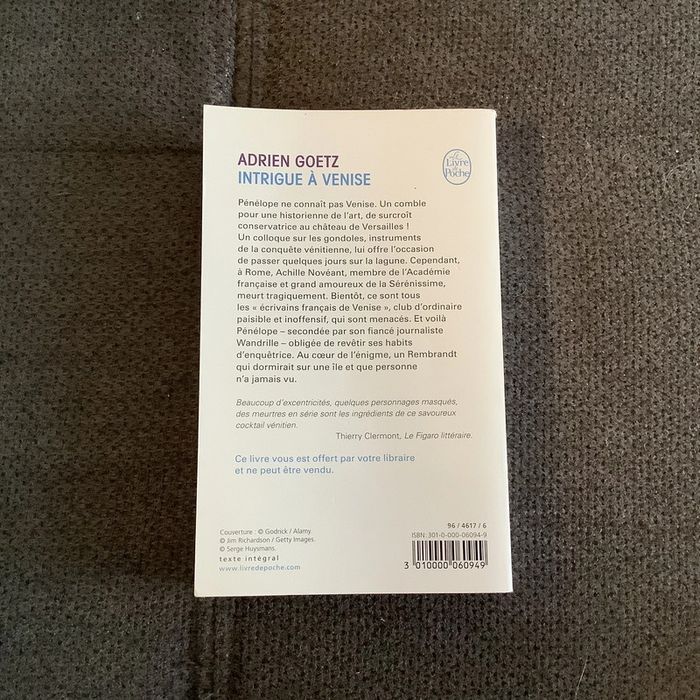 ADRIEN GOETZ
INTRIGUE À VENISE
Le
Livre
de
Poche
Pénélope ne connaît pas Venise. Un comble
pour une historienne de l'art, de surcroît
conservatrice au château de Versailles !
Un colloque sur les gondoles, instruments
de la conquête vénitienne, lui offre l'occasion
de passer quelques jours sur la lagune. Cependant,
à Rome, Achille Novéant, membre de l'Académie
française et grand amoureux de la Sérénissime,
meurt tragiquement. Bientôt, ce sont tous
les « écrivains français de Venise », club d'ordinaire
paisible et inoffensif, qui sont menacés. Et voilà
Pénélope – secondée par son fiancé journaliste
Wandrille – obligée de revêtir ses habits
d'enquêtrice. Au cœur de l'énigme, un Rembrandt
qui dormirait sur une île et que personne
n'a jamais vu.
Beaucoup d'excentricités, quelques personnages masqués,
des meurtres en série sont les ingrédients de ce savoureux
cocktail vénitien.
Thierry Clermont, Le Figaro littéraire.
Ce livre vous est offert par votre libraire
et ne peut être vendu.
Couverture : © Godrick / Alamy.
© Jim Richardson / Getty Images.
© Serge Huysmans.
texte intégral
www.livredepoche.com
96 / 4617 / 6
ISBN: 301-0-000-06094-9
3 010000 060949